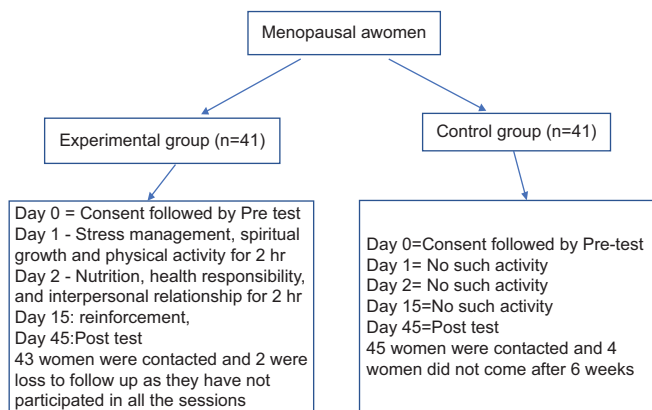 Menopausal awomen
Experimental group (n=41)
Control group (n=41)
Day 0 = Consent followed by Pre test
Day 1 - Stress management, spiritual
growth and physical activity for 2 hr
Day 2 - Nutrition, health responsibility,
and interpersonal relationship for 2 hr
Day 15: reinforcement,
Day 45:Post test
43 women were contacted and 2 were
loss to follow up as they have not
participated in all the sessions
Day 0=Consent followed by Pre-test
Day 1= No such activity
Day 2= No such activity
Day 15=No such activity
Day 45=Post test
45 women were contacted and 4
women did not come after 6 weeks